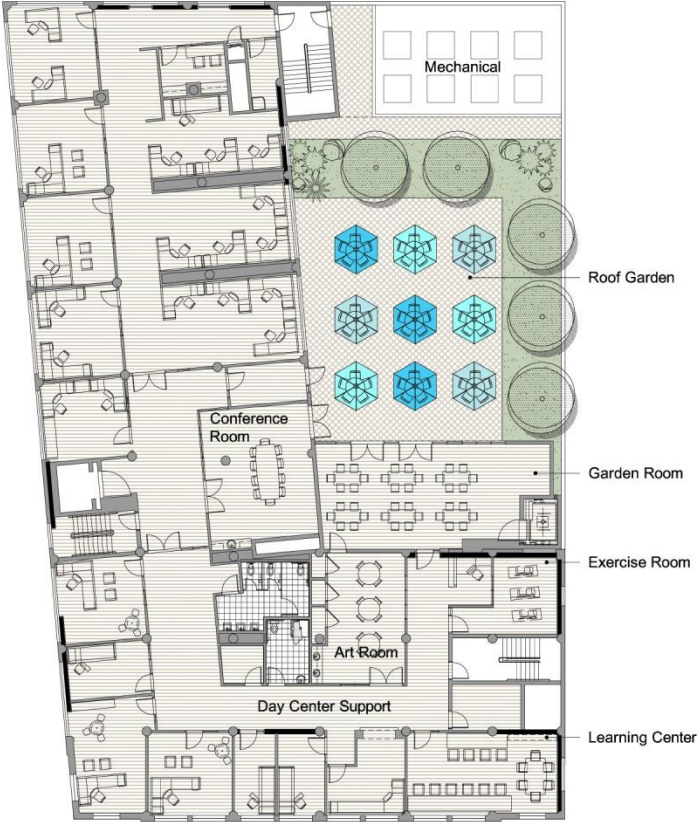 Mechanical
Roof Garden
Conference
Room
Garden Room
Exercise Room
Art Room
Day Center Support
Learning Center